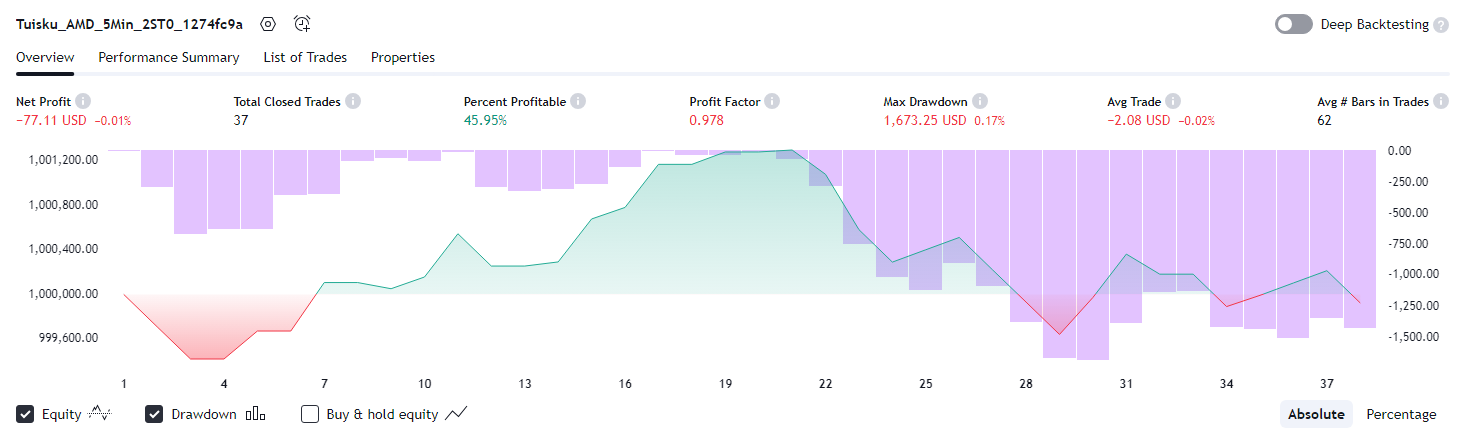 Tuisku_AMD_5Min_2ST0_1274fc9a Deep Backtesting ?
Overview Performance Summary List of Trades Properties
Net Profit Total Closed Trades Percent Profitable Profit Factor Max Drawdown Avg Trade Avg # Bars in Trades
−77.11 USD −0.01% 37 45.95% 0.978 1,673.25 USD 0.17% −2.08 USD −0.02% 62
1,001,200.00 0.00
-250.00
1,000,800.00 -500.00
1,000,400.00 -750.00
-1,000.00
1,000,000.00 -1,250.00
999,600.00 -1,500.00
1 4 7 10 13 16 19 22 25 28 31 34 37
Equity Drawdown Buy & hold equity Absolute Percentage